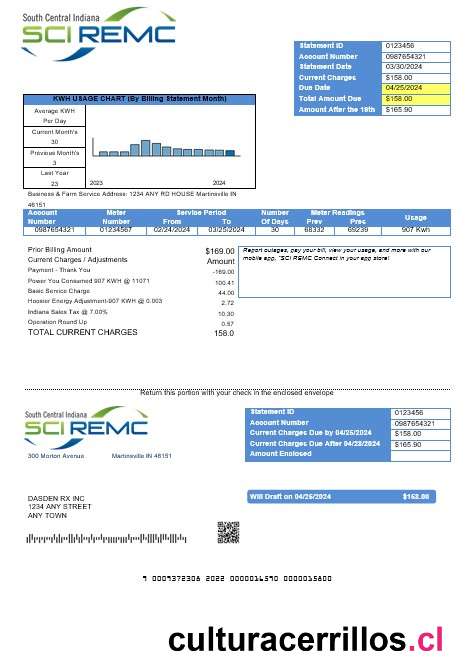 South Central Indiana
SCI REMC
Statement ID 0123456
Account Number 0987654321
Statement Date 03/30/2024
Current Charges $158.00
Due Date 04/25/2024
Total Amount Due $158.00
Amount After the 18th $165.90
KWH USAGE CHART (By Billing Statement Month)
Average KWH
Per Day
Current Month's
30
Previous Month's
3
Last Year
23
2023 2024
Business & Farm Service Address: 1234 ANY RD HOUSE Martinsville IN
46151
Account Number Meter Number Service Period From To Number Of Days Meter Readings Prev Pres Usage
0987654321 01234567 02/24/2024 03/25/2024 30 68332 69239 907 Kwh
Prior Billing Amount $169.00
Current Charges / Adjustments Amount
Payment - Thank You -169.00
Power You Consumed 907 KWH @ 11071 100.41
Basic Service Charge 44.00
Hoosier Energy Adjustment-907 KWH @ 0.003 2.72
Indiana Sales Tax @ 7.00% 10.30
Operation Round Up 0.57
TOTAL CURRENT CHARGES 158.0
Report outages, pay your bill, view your usage, and more with our
mobile app, "SCI REMC Connect in your app store!
Return this portion with your check in the enclosed envelope
South Central Indiana
SCI REMC
300 Morton Avenue Martinsville IN 46151
Statement ID 0123456
Account Number 0987654321
Current Charges Due by 04/25/2024 $158.00
Current Charges Due After 04/23/2024 $165.90
Amount Enclosed
Will Draft on 04/25/2024
DASDEN RX INC
1234 ANY STREET
ANY TOWN
9 0009372308 2022 0000016590 0000015800
culturacerrillos.cl